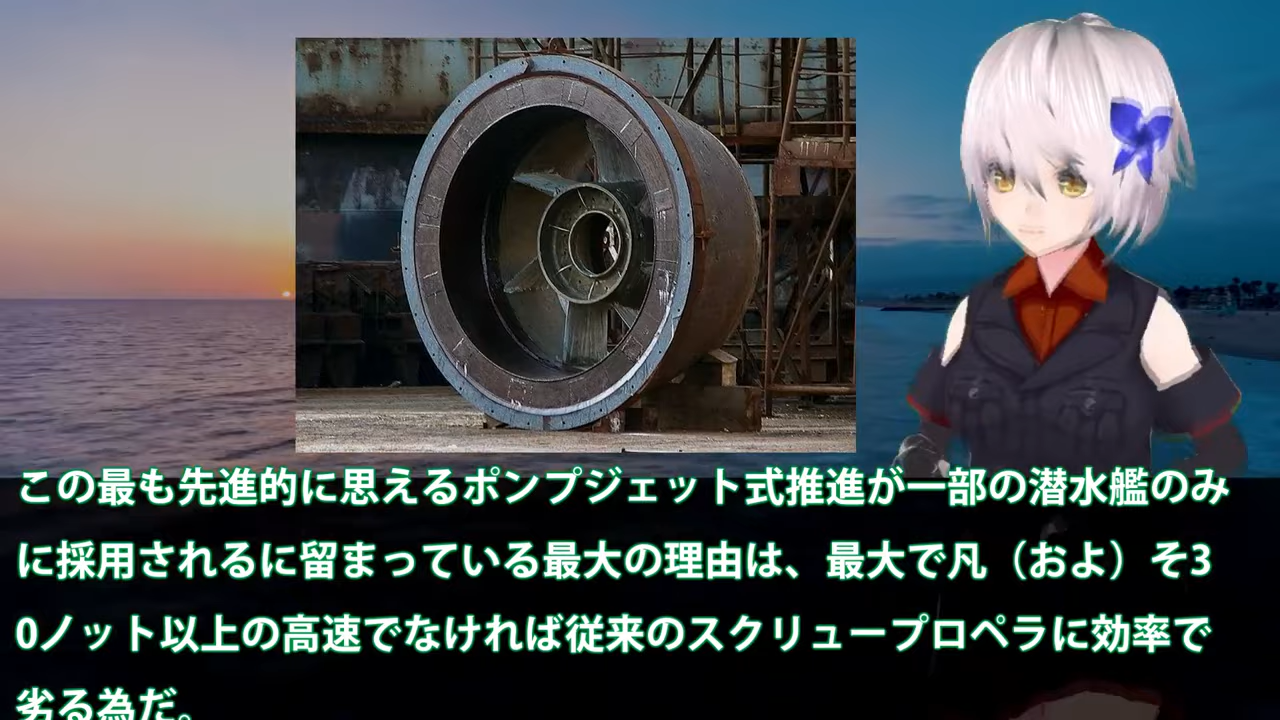 この最も先進的に思えるポンプジェット式推進が一部の潜水艦のみ
に採用されるに留まっている最大の理由は、最大で凡（およ）そ3
0ノット以上の高速でなければ従来のスクリュープロペラに効率で
劣る為だ。